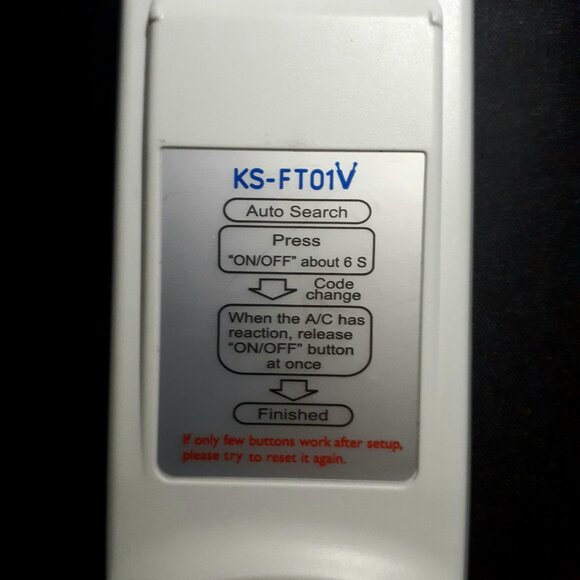 KS-FT01V
Auto Search
Press
"ON/OFF" about 6 S
Code
change
When the A/C has
reaction, release
"ON/OFF" button
at once
Finished
If only few buttons work after setup,
please try to reset it again.